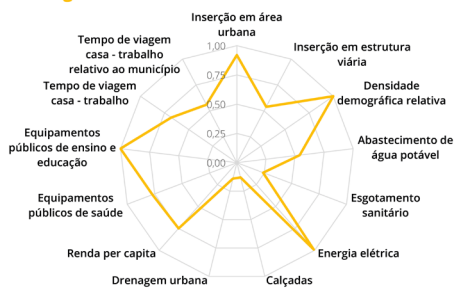 Inserção em área
urbana
Inserção em estrutura
viária
Densidade
demográfica relativa
Abastecimento de
água potável
Esgotamento
sanitário
Energia elétrica
Calçadas
Drenagem urbana
Renda per capita
Equipamentos
públicos de saúde
Equipamentos
públicos de ensino e
educação
Tempo de viagem
casa - trabalho
Tempo de viagem
casa - trabalho
relativo ao município
1,00
0,75
0,50
0,25
0,00